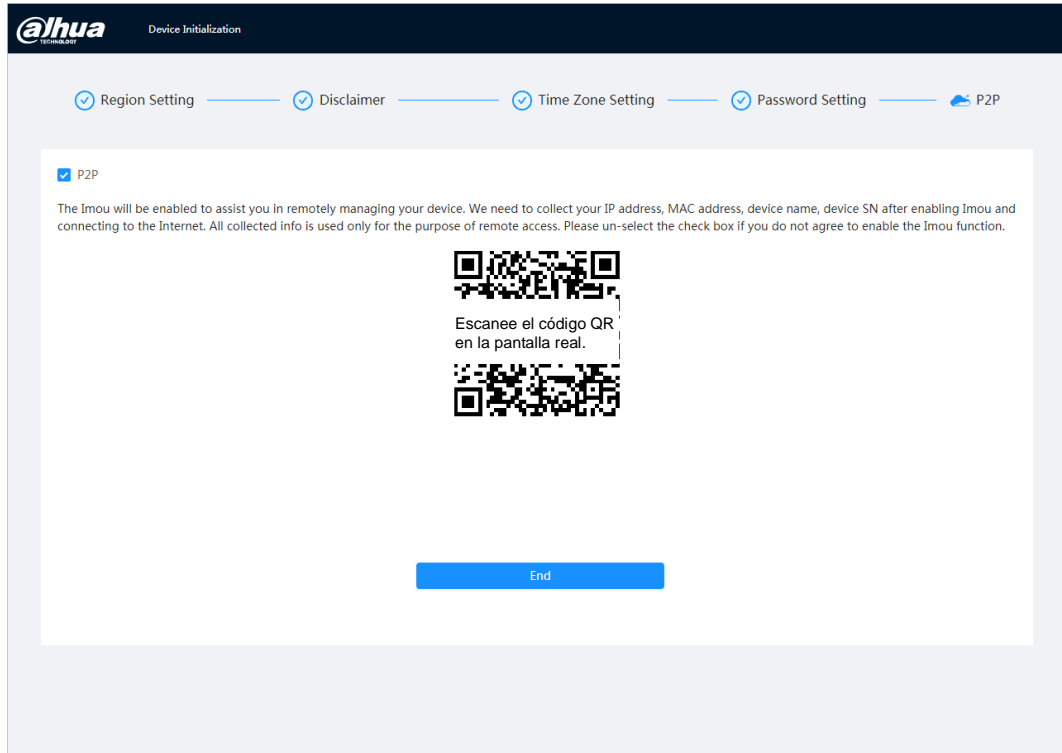 alhua
TECHNOLOGY
Device Initialization
Region Setting
Disclaimer
Time Zone Setting
Password Setting
P2P
P2P
The Imou will be enabled to assist you in remotely managing your device. We need to collect your IP address, MAC address, device name, device SN after enabling Imou and
connecting to the Internet. All collected info is used only for the purpose of remote access. Please un-select the check box if you do not agree to enable the Imou function.
Escanee el código QR
en la pantalla real.
End